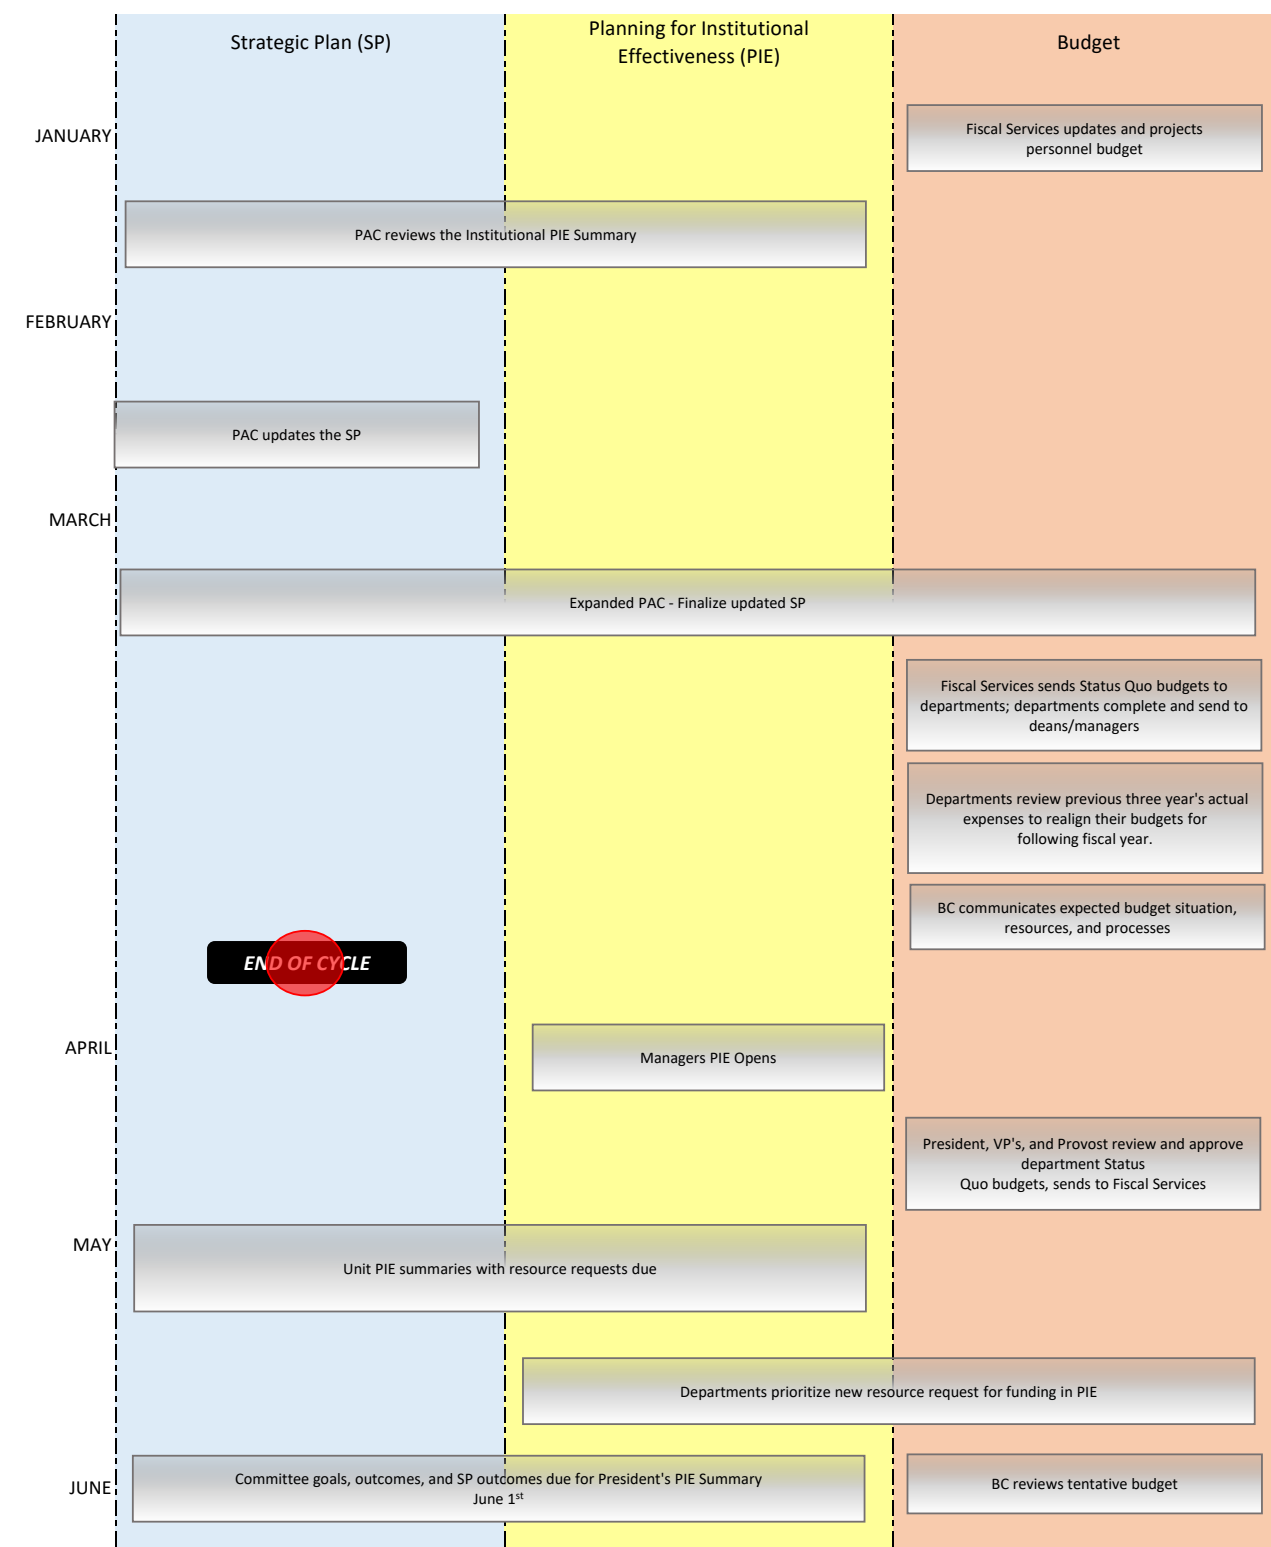 Strategic Plan (SP)
Planning for Institutional
Effectiveness (PIE)
Budget
JANUARY
Fiscal Services updates and projects
personnel budget
PAC reviews the Institutional PIE Summary
FEBRUARY
PAC updates the SP
MARCH
Expanded PAC - Finalize updated SP
Fiscal Services sends Status Quo budgets to
departments; departments complete and send to
deans/managers
Departments review previous three year's actual
expenses to realign their budgets for
following fiscal year.
BC communicates expected budget situation,
resources, and processes
END OF CYCLE
APRIL
Managers PIE Opens
President, VP's, and Provost review and approve
department Status
Quo budgets, sends to Fiscal Services
MAY
Unit PIE summaries with resource requests due
Departments prioritize new resource request for funding in PIE
JUNE
Committee goals, outcomes, and SP outcomes due for President's PIE Summary
June 1st
BC reviews tentative budget